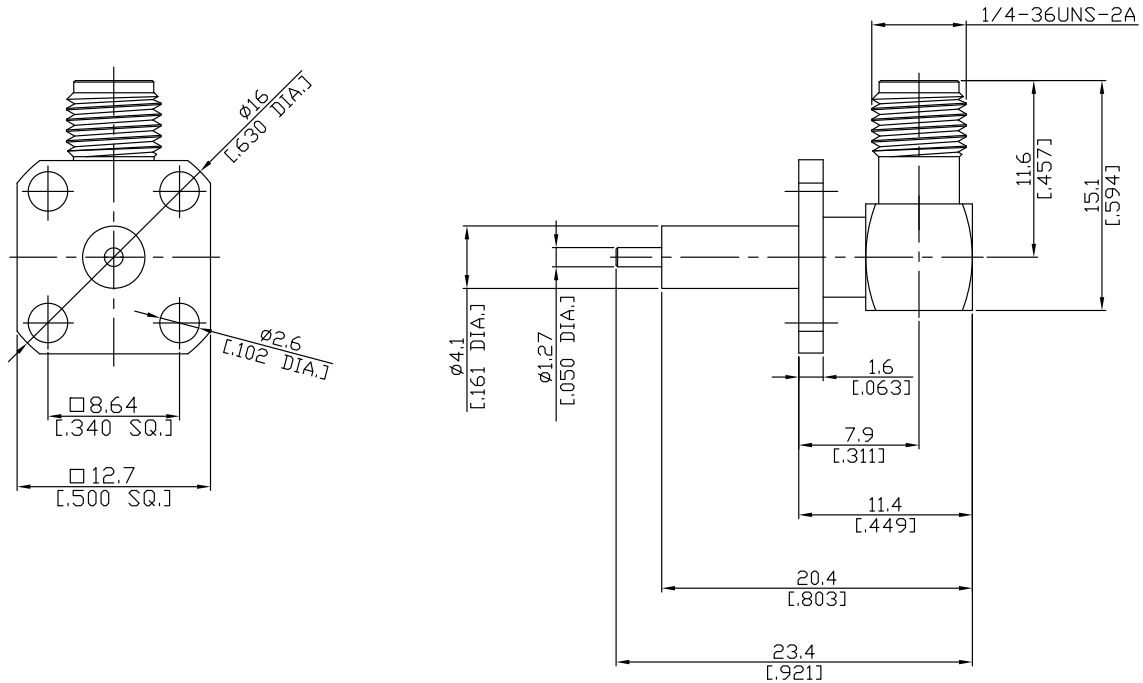 1/4-36UNS-2A
Ø16
[.630 DIA.]
11.6
[.457]
15.1
[.594]
Ø4.1
[.161 DIA.]
Ø1.27
[.050 DIA.]
Ø2.6
[.102 DIA.]
1.6
[.063]
□8.64
[.340 SQ.]
7.9
[.311]
□12.7
[.500 SQ.]
11.4
[.449]
20.4
[.803]
23.4
[.921]